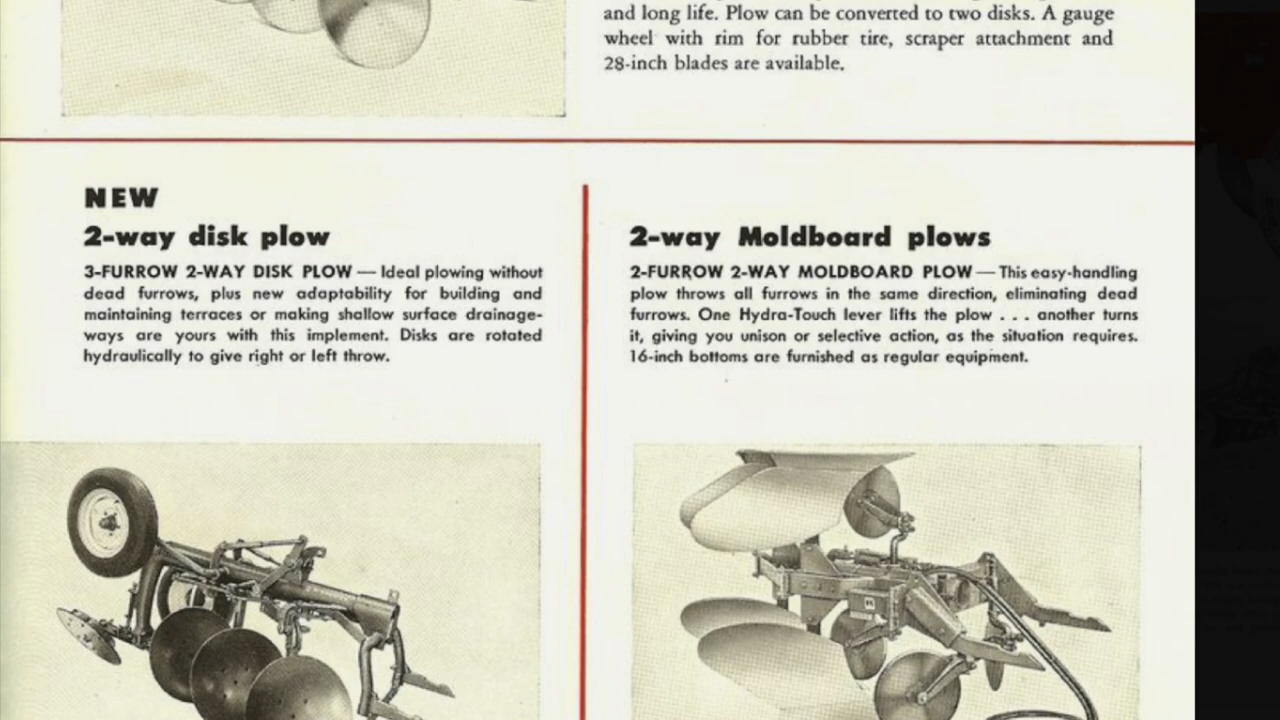 and long life. Plow can be converted to two disks. A gauge
wheel with rim for rubber tire, scraper attachment and
28-inch blades are available.
NEW
2-way disk plow
3-FURROW 2-WAY DISK PLOW — Ideal plowing without
dead furrows, plus new adaptability for building and
maintaining terraces or making shallow surface drainage-
ways are yours with this implement. Disks are rotated
hydraulically to give right or left throw.
2-way Moldboard plows
2-FURROW 2-WAY MOLDBOARD PLOW — This easy-handling
plow throws all furrows in the same direction, eliminating dead
furrows. One Hydra-Touch lever lifts the plow . . . another turns
it, giving you unison or selective action, as the situation requires.
16-inch bottoms are furnished as regular equipment.